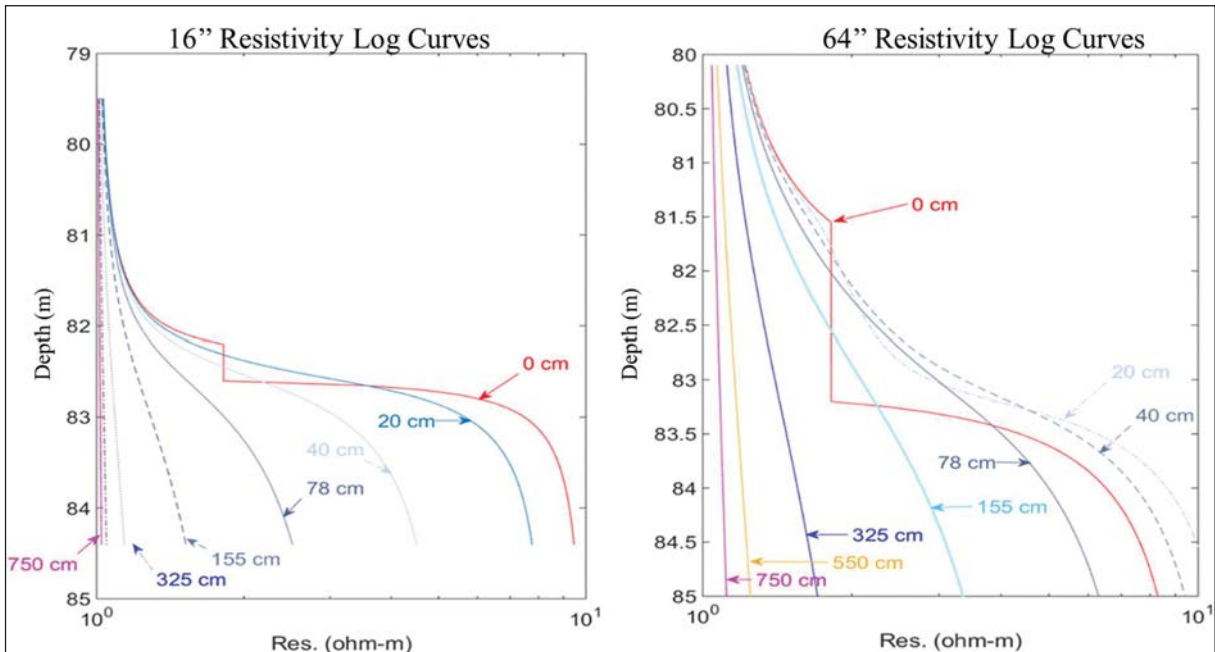 16” Resistivity Log Curves
79
80
81
82
83
84
85
Depth (m)
0 cm
20 cm
40 cm
78 cm
155 cm
325 cm
750 cm
10⁰
10¹
Res. (ohm-m)
64” Resistivity Log Curves
80
80.5
81
81.5
82
82.5
83
83.5
84
84.5
85
Depth (m)
0 cm
20 cm
40 cm
78 cm
155 cm
325 cm
550 cm
750 cm
10⁰
10¹
Res. (ohm-m)